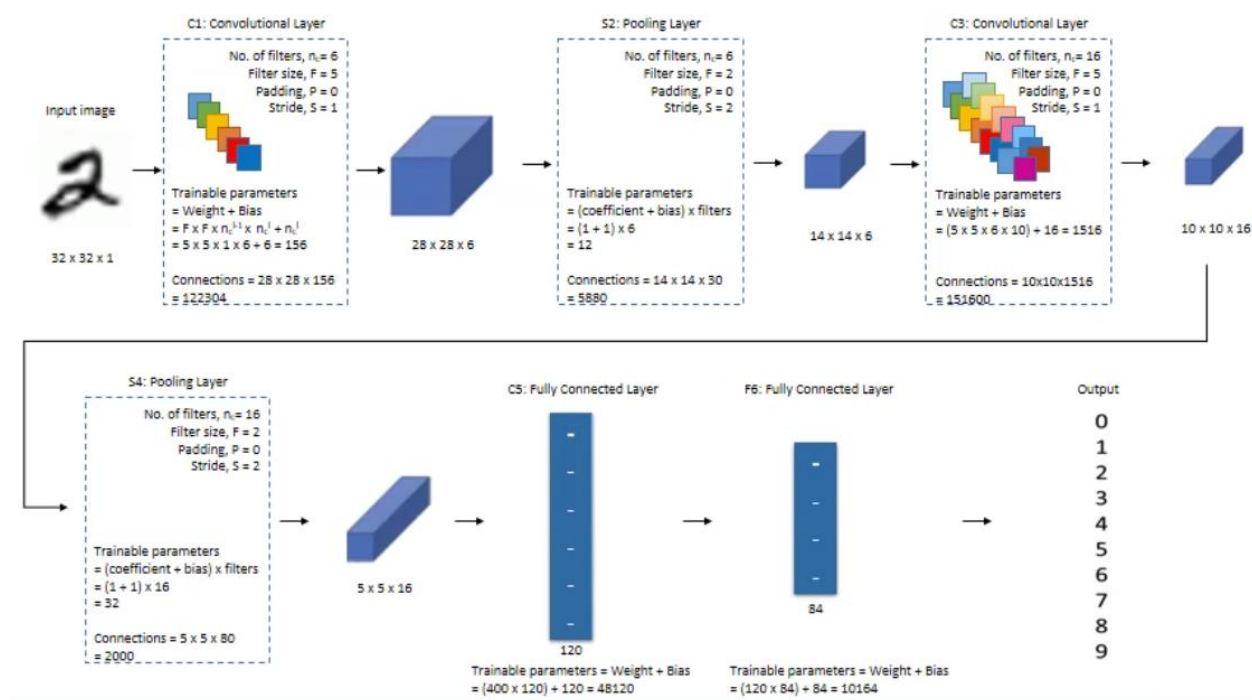 C1: Convolutional Layer
No. of filters, nc= 6
Filter size, F = 5
Padding, P = 0
Stride, S = 1
Input image
32 x 32 x 1
Trainable parameters
= Weight + Bias
= F x F x nc^l-1 x nc^l + nc^l
= 5 x 5 x 1 x 6 + 6 = 156
Connections = 28 x 28 x 156
= 122304
28 x 28 x 6
S2: Pooling Layer
No. of filters, nc= 6
Filter size, F = 2
Padding, P = 0
Stride, S = 2
Trainable parameters
= (coefficient + bias) x filters
= (1 + 1) x 6
= 12
Connections = 14 x 14 x 30
= 5880
14 x 14 x 6
C3: Convolutional Layer
No. of filters, nc= 16
Filter size, F = 5
Padding, P = 0
Stride, S = 1
Trainable parameters
= Weight + Bias
= (5 x 5 x 6 x 10) + 16 = 1516
Connections = 10x10x1516
= 151600
10 x 10 x 16
S4: Pooling Layer
No. of filters, nc= 16
Filter size, F = 2
Padding, P = 0
Stride, S = 2
Trainable parameters
= (coefficient + bias) x filters
= (1 + 1) x 16
= 32
Connections = 5 x 5 x 80
= 2000
5 x 5 x 16
C5: Fully Connected Layer
120
Trainable parameters = Weight + Bias
= (400 x 120) + 120 = 48120
F6: Fully Connected Layer
84
Trainable parameters = Weight + Bias
= (120 x 84) + 84 = 10164
Output
0
1
2
3
4
5
6
7
8
9